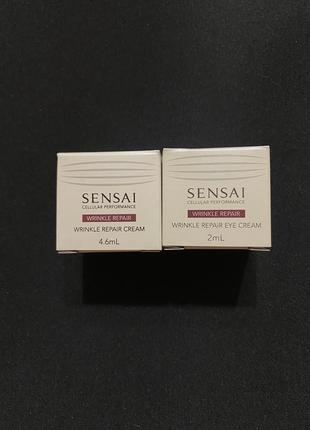 SENSAI
CELLULAR PERFORMANCE
WRINKLE REPAIR
WRINKLE REPAIR CREAM
4.6mL
SENSAI
CELLULAR PERFORMANCE
WRINKLE REPAIR
WRINKLE REPAIR EYE CREAM
2mL